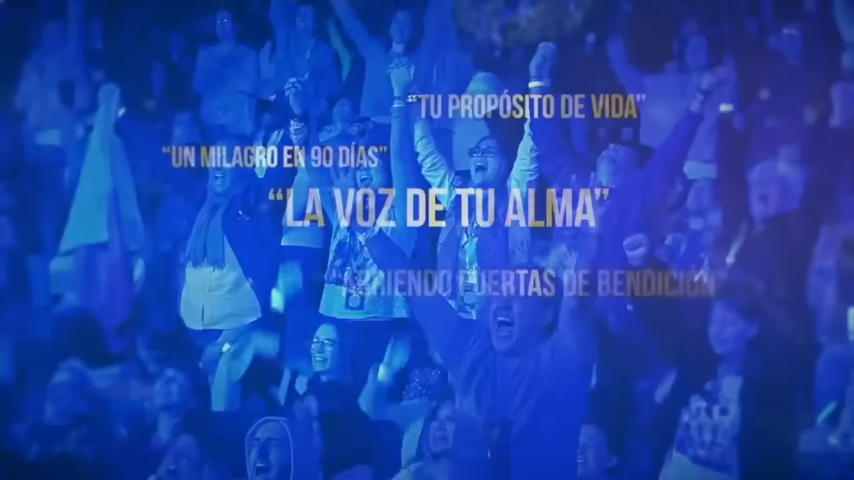 "TU PROPÓSITO DE VIDA"
"UN MILAGRO EN 90 DÍAS"
"LA VOZ DE TU ALMA"
PUERTAS DE BENDICIÓN"